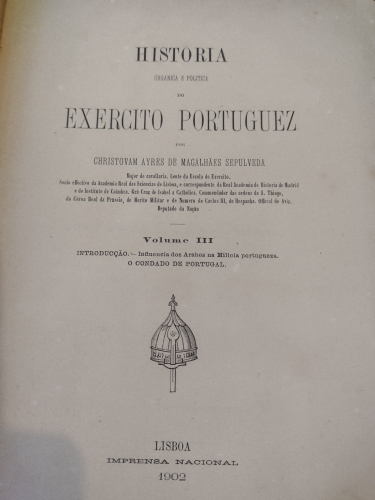 HISTORIA
ORGANICA E POLITICA
DO
EXERCITO PORTUGUEZ
POR
CHRISTOVAM AYRES DE MAGALHÃES SEPULVEDA
Major de cavallaria, Lente da Escola do Exercito,
Socio effectivo da Academia Real das Sciencias de Lisboa, e correspondente da Real Academia de Historia de Madrid
e do Instituto de Coimbra, Grã-Cruz de Isabel a Catholica, Commendador das ordens de S. Thiago,
da Coroa Real da Prussia, do Merito Militar e de Numero de Carlos III, de Hespanha, Official de Aviz,
Deputado da Nação
Volume III
INTRODUCÇÃO. — Influencia dos Arabes na Milicia portugueza.
O CONDADO DE PORTUGAL.
LISBOA
IMPRENSA NACIONAL
1902